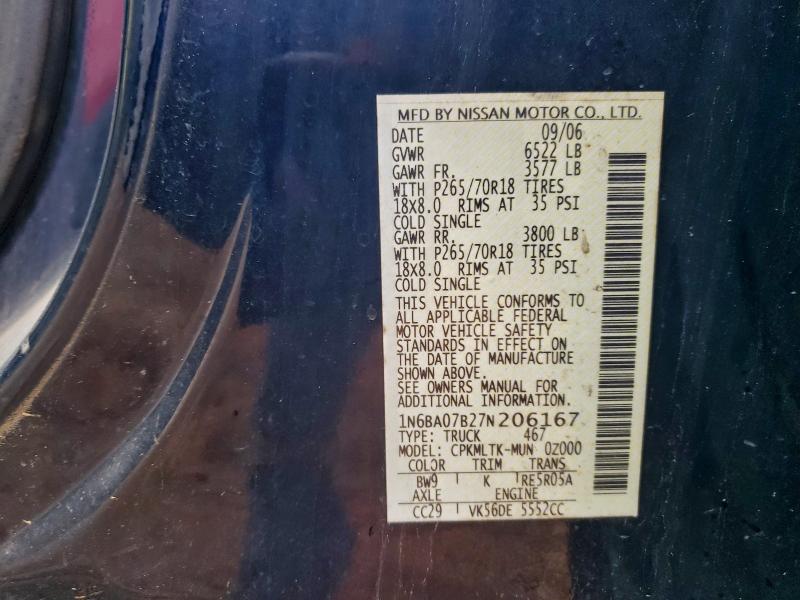 MFD BY NISSAN MOTOR CO., LTD.
DATE 09/06
GVWR 6522 LB
GAWR FR. 3577 LB
WITH P265/70R18 TIRES
18X8.0 RIMS AT 35 PSI
COLD SINGLE
GAWR RR. 3800 LB
WITH P265/70R18 TIRES
18X8.0 RIMS AT 35 PSI
COLD SINGLE
THIS VEHICLE CONFORMS TO
ALL APPLICABLE FEDERAL
MOTOR VEHICLE SAFETY
STANDARDS IN EFFECT ON
THE DATE OF MANUFACTURE
SHOWN ABOVE.
SEE OWNERS MANUAL FOR
ADDITIONAL INFORMATION.
1N6BA07B27N206167
TYPE: TRUCK 467
MODEL: CPKMLTK-MUN 0Z000
COLOR TRIM TRANS
BW9 K RE5R05A
AXLE ENGINE
CC29 VK56DE 5552CC